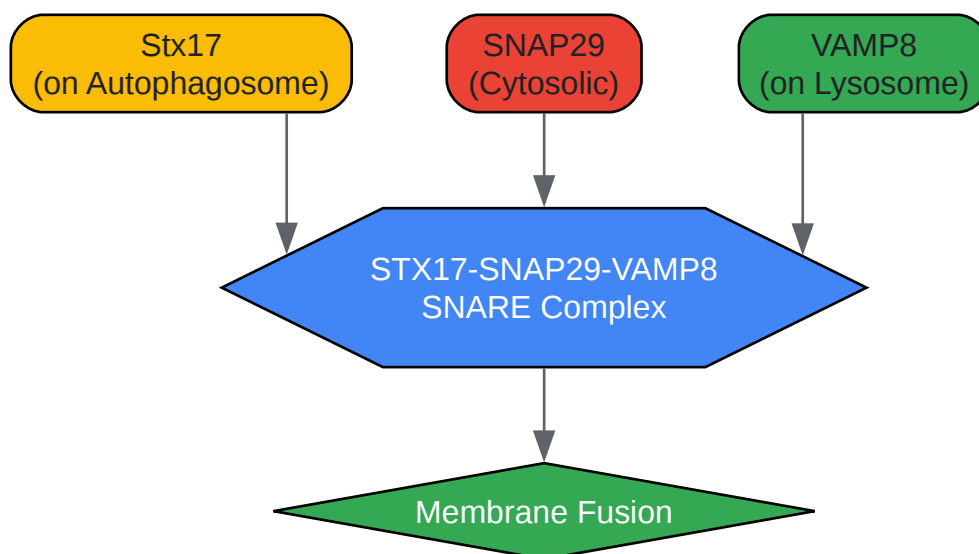 Stx17
(on Autophagosome)
SNAP29
(Cytosolic)
VAMP8
(on Lysosome)
STX17-SNAP29-VAMP8
SNARE Complex
Membrane Fusion